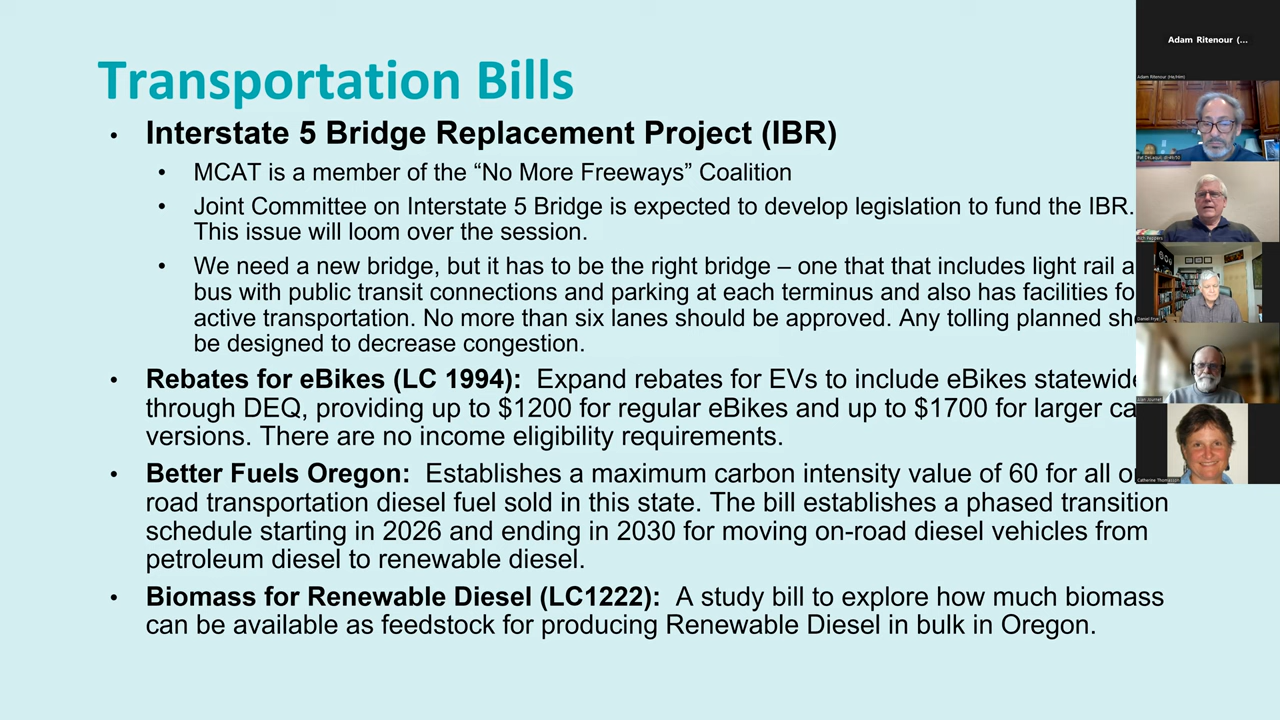 Transportation Bills
• Interstate 5 Bridge Replacement Project (IBR)
• MCAT is a member of the “No More Freeways” Coalition
• Joint Committee on Interstate 5 Bridge is expected to develop legislation to fund the IBR.
This issue will loom over the session.
• We need a new bridge, but it has to be the right bridge – one that that includes light rail a
bus with public transit connections and parking at each terminus and also has facilities fo
active transportation. No more than six lanes should be approved. Any tolling planned sh
be designed to decrease congestion.
• Rebates for eBikes (LC 1994): Expand rebates for EVs to include eBikes statewide
through DEQ, providing up to $1200 for regular eBikes and up to $1700 for larger ca
versions. There are no income eligibility requirements.
• Better Fuels Oregon: Establishes a maximum carbon intensity value of 60 for all o
road transportation diesel fuel sold in this state. The bill establishes a phased transition
schedule starting in 2026 and ending in 2030 for moving on-road diesel vehicles from
petroleum diesel to renewable diesel.
• Biomass for Renewable Diesel (LC1222): A study bill to explore how much biomass
can be available as feedstock for producing Renewable Diesel in bulk in Oregon.
Adam Ritenour (...
Adam Ritenour (He/Him)
Daniel Frye
Alan Journet
Catherine Thomasson